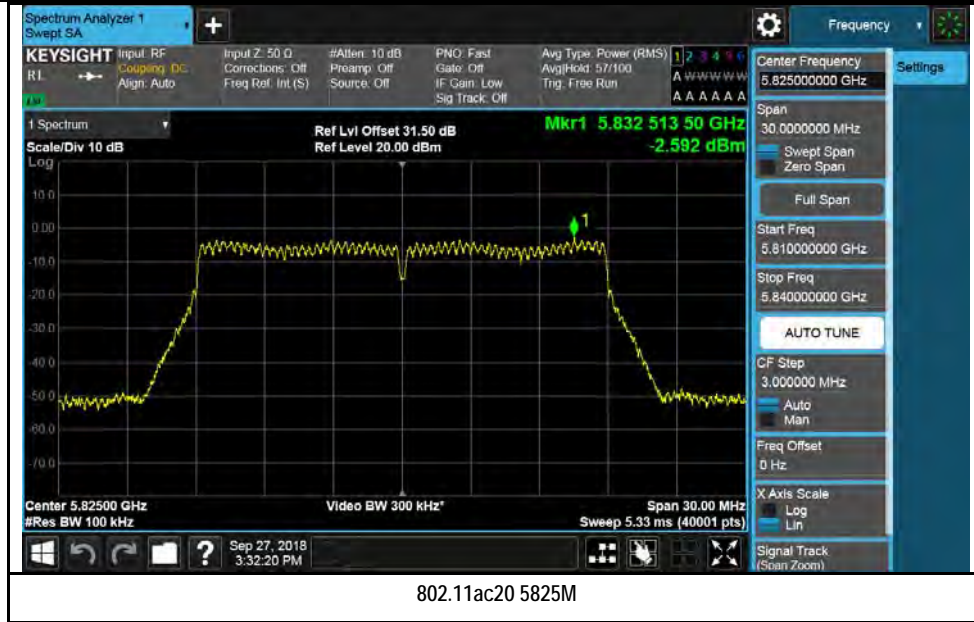 Spectrum Analyzer 1
Swept SA
+
Frequency
KEYSIGHT
RL
Input: RF
Coupling: DC
Align: Auto
Input Z: 50 Ω
Corrections: Off
Freq Ref: Int (S)
#Atten: 10 dB
Preamp: Off
Source: Off
PNO: Fast
Gate: Off
IF Gain: Low
Sig Track: Off
Avg Type: Power (RMS)
Avg|Hold: 57/100
Trig: Free Run
1 2 3 4 5 6
A W W W W W
A A A A A A
Center Frequency
5.825000000 GHz
Settings
Span
30.0000000 MHz
Swept Span
Zero Span
Full Span
Start Freq
5.810000000 GHz
Stop Freq
5.840000000 GHz
AUTO TUNE
CF Step
3.000000 MHz
Auto
Man
Freq Offset
0 Hz
X Axis Scale
Log
Lin
Signal Track
(Span Zoom)
1 Spectrum
Scale/Div 10 dB
Log
Ref Lvl Offset 31.50 dB
Ref Level 20.00 dBm
Mkr1 5.832 513 50 GHz
-2.592 dBm
1
10.0
0.00
-10.0
-20.0
-30.0
-40.0
-50.0
-60.0
-70.0
Center 5.82500 GHz
#Res BW 100 kHz
Video BW 300 kHz*
Span 30.00 MHz
Sweep 5.33 ms (40001 pts)
?
Sep 27, 2018
3:32:20 PM
802.11ac20 5825M